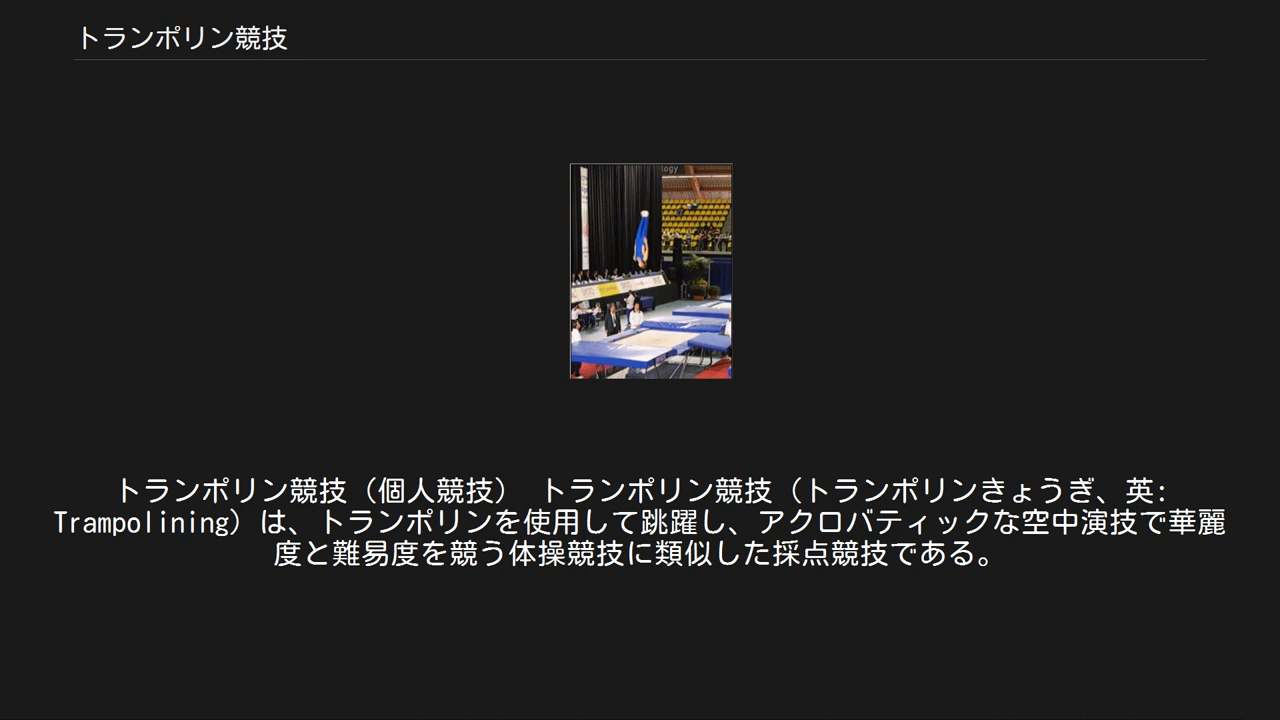 トランポリン競技
logy
トランポリン競技（個人競技） トランポリン競技（トランポリンきょうぎ、英:
Trampolining）は、トランポリンを使用して跳躍し、アクロバティックな空中演技で華麗
度と難易度を競う体操競技に類似した採点競技である。